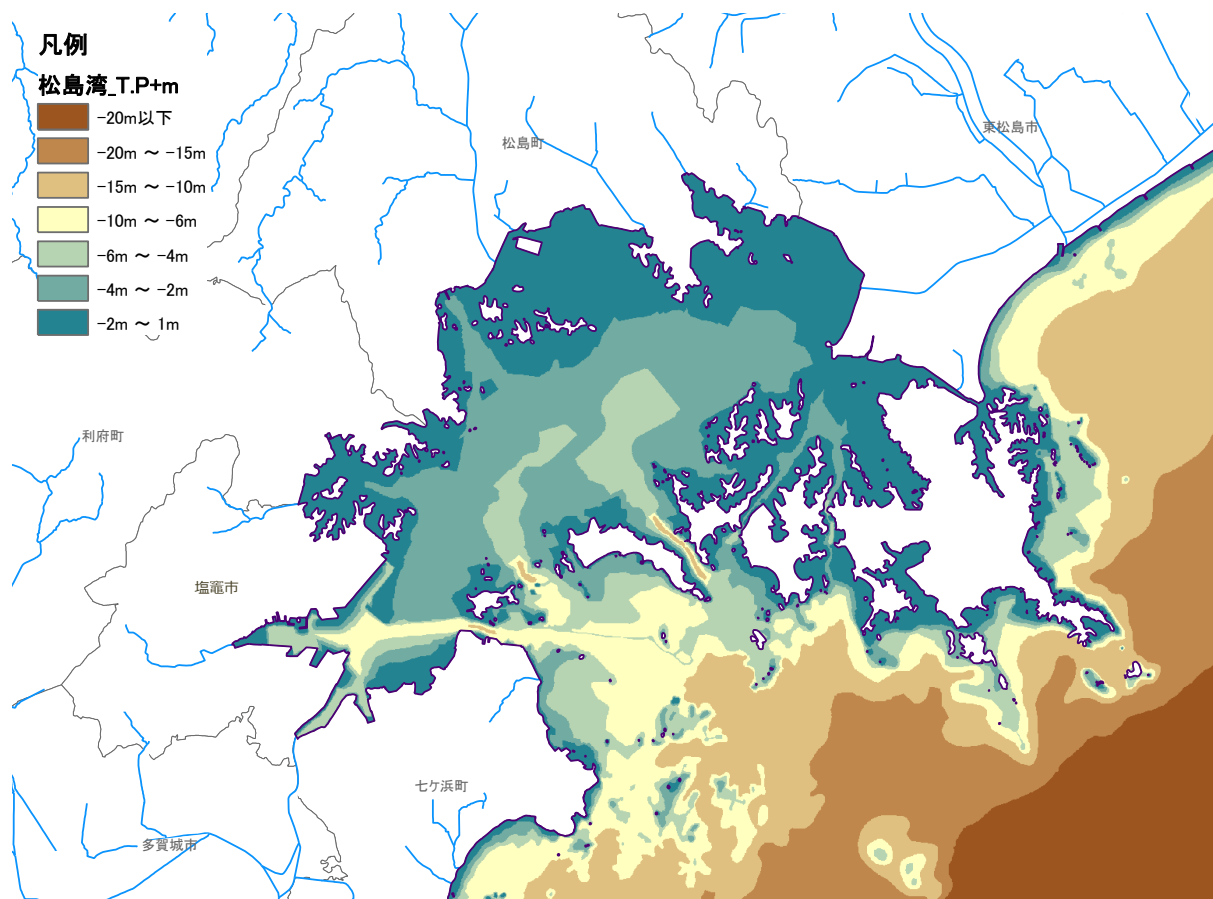 凡例
松島湾_T.P+m
-20m以下
-20m ～ -15m
-15m ～ -10m
-10m ～ -6m
-6m ～ -4m
-4m ～ -2m
-2m ～ 1m
松島町
東松島市
利府町
塩竈市
七ケ浜町
多賀城市